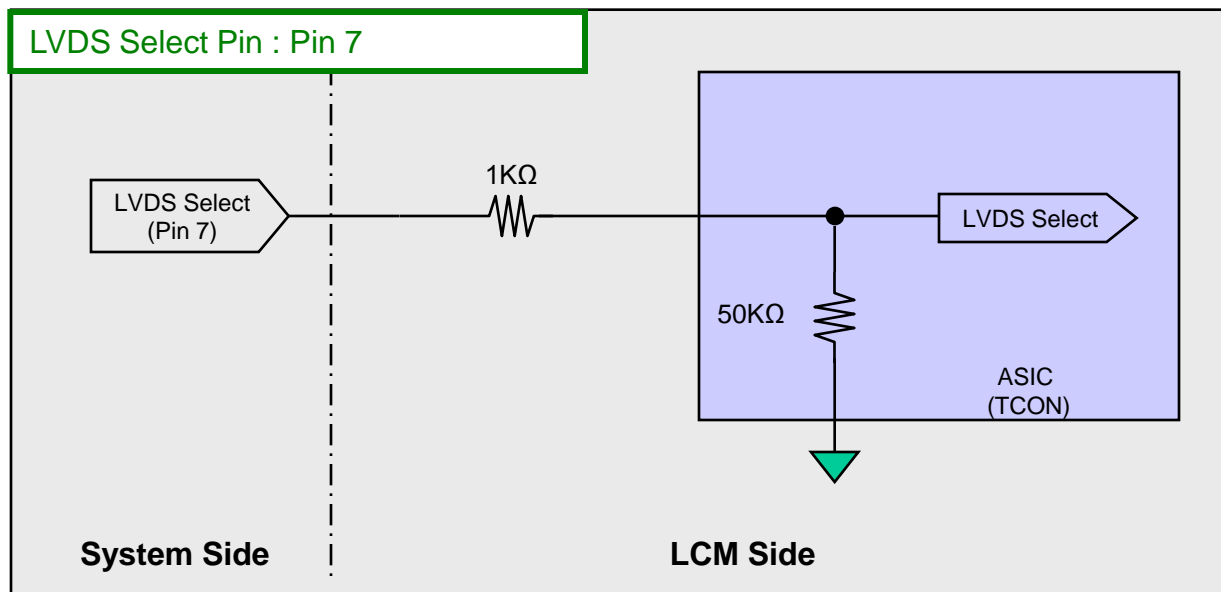 LVDS Select Pin : Pin 7
1KΩ
LVDS Select
(Pin 7)
LVDS Select
50KΩ
ASIC
(TCON)
System Side
LCM Side